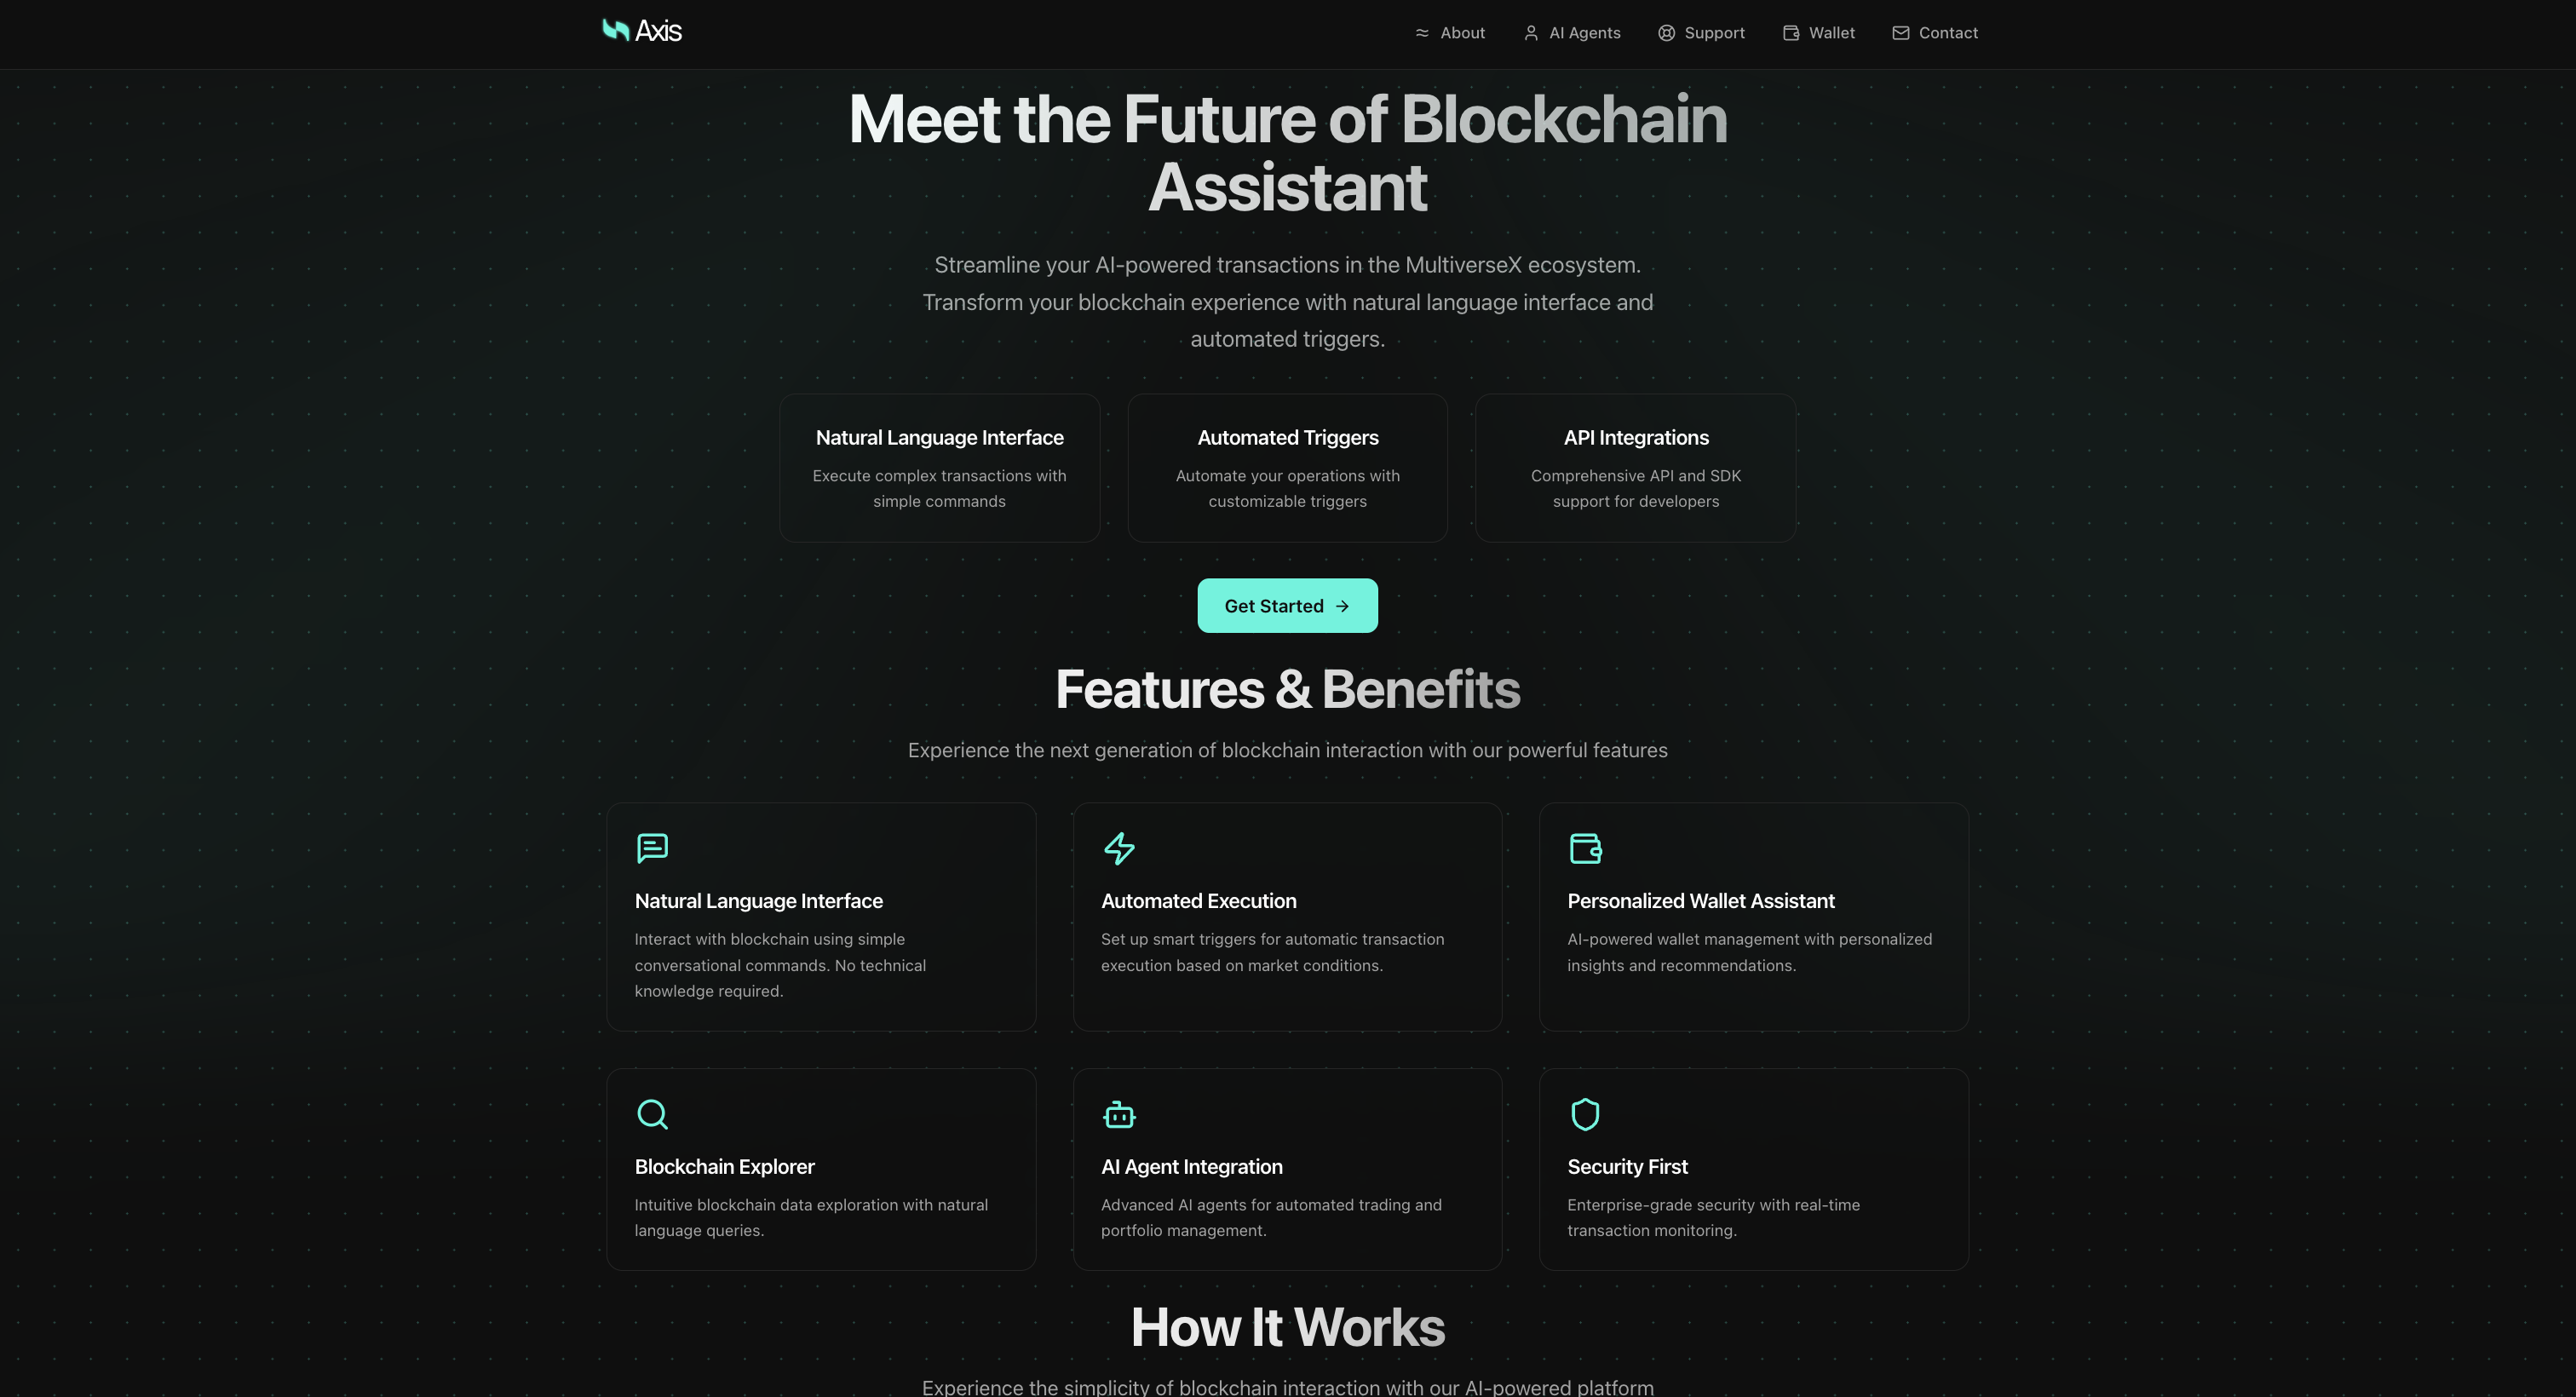 Axis
About
AI Agents
Support
Wallet
Contact
Meet the Future of Blockchain
Assistant
Streamline your AI-powered transactions in the MultiverseX ecosystem.
Transform your blockchain experience with natural language interface and
automated triggers.
Natural Language Interface
Execute complex transactions with
simple commands
Automated Triggers
Automate your operations with
customizable triggers
API Integrations
Comprehensive API and SDK
support for developers
Get Started
Features & Benefits
Experience the next generation of blockchain interaction with our powerful features
Natural Language Interface
Interact with blockchain using simple
conversational commands. No technical
knowledge required.
Automated Execution
Set up smart triggers for automatic transaction
execution based on market conditions.
Personalized Wallet Assistant
AI-powered wallet management with personalized
insights and recommendations.
Blockchain Explorer
Intuitive blockchain data exploration with natural
language queries.
AI Agent Integration
Advanced AI agents for automated trading and
portfolio management.
Security First
Enterprise-grade security with real-time
transaction monitoring.
How It Works
Experience the simplicity of blockchain interaction with our AI-powered platform